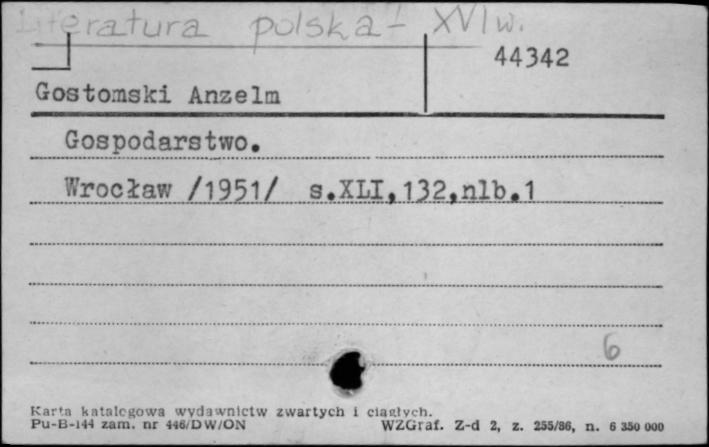 Literatura polska - XVI w.
44342
Gostomski Anzelm
Gospodarstwo.
Wrocław /1951/ s.XLI,132,nlb.1
6
Karta katalogowa wydawnictw zwartych i ciągłych.
Pu-B-144 zam. nr 446/DW/ON WZGraf. Z-d 2, z. 255/86, n. 6 350 000